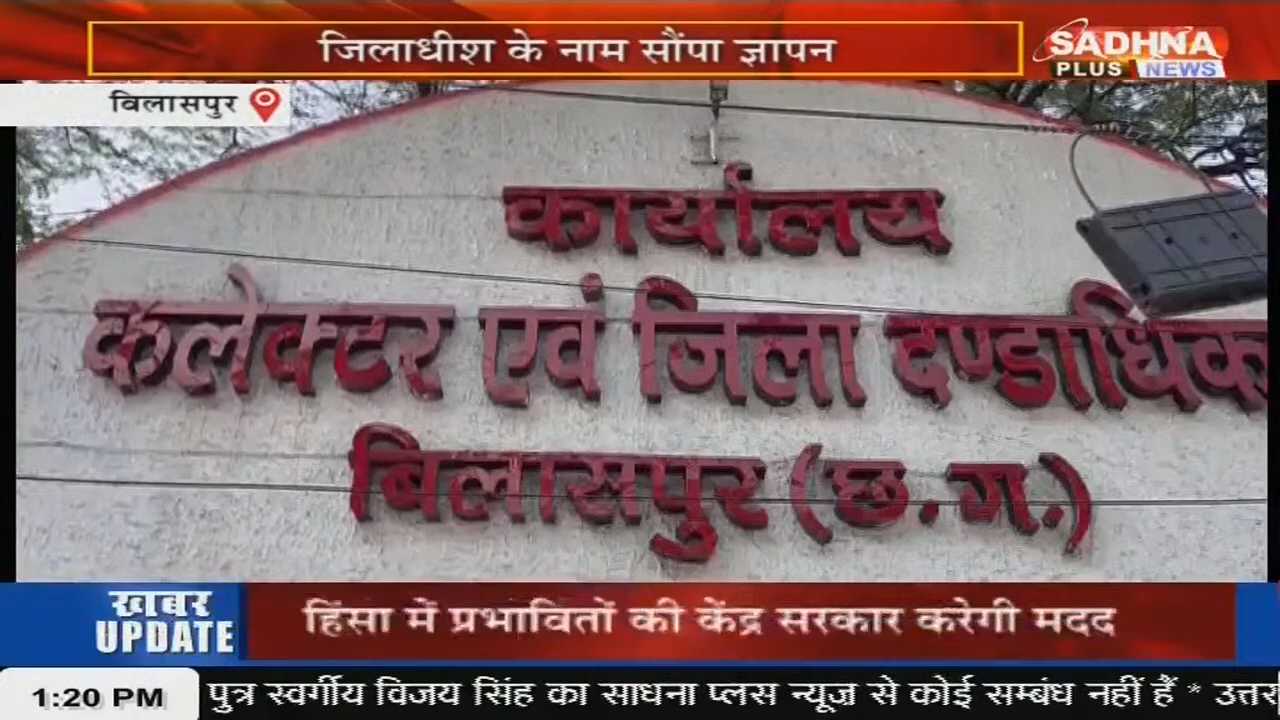 जिलाधीश के नाम सौंपा ज्ञापन
SADHNA
PLUS NEWS
बिलासपुर
कार्यालय
कलेक्टर एवं जिला दण्डाधिक
बिलासपुर (छ.ग.)
ख़बर
UPDATE
हिंसा में प्रभावितों की केंद्र सरकार करेगी मदद
1:20 PM
पुत्र स्वर्गीय विजय सिंह का साधना प्लस न्यूज़ से कोई सम्बंध नहीं हैं * उत्तर